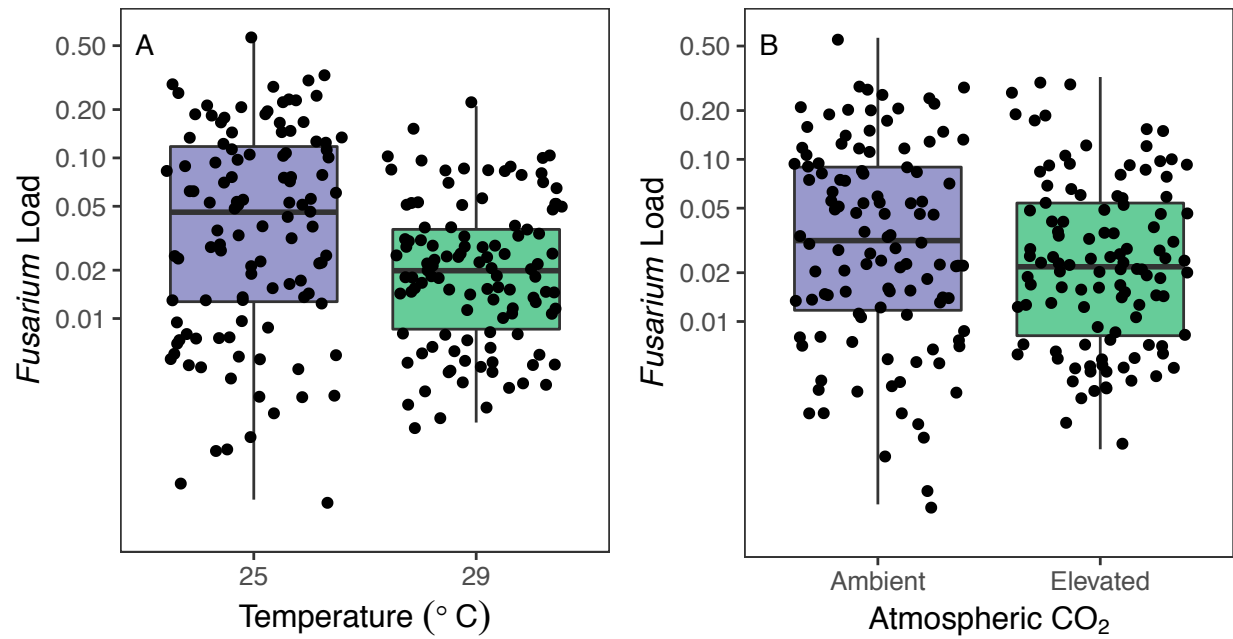 A
0.50
0.20
0.10
0.05
0.02
0.01
Fusarium Load
25 29
Temperature (° C)
B
0.50
0.20
0.10
0.05
0.02
0.01
Fusarium Load
Ambient Elevated
Atmospheric CO₂